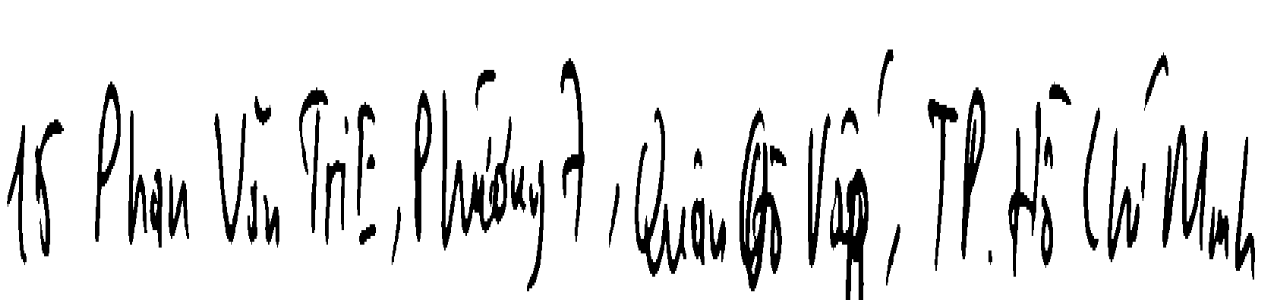 15 Phan Văn Trị, Phường 7, Quận Gò Vấp, TP. Hồ Chí Minh